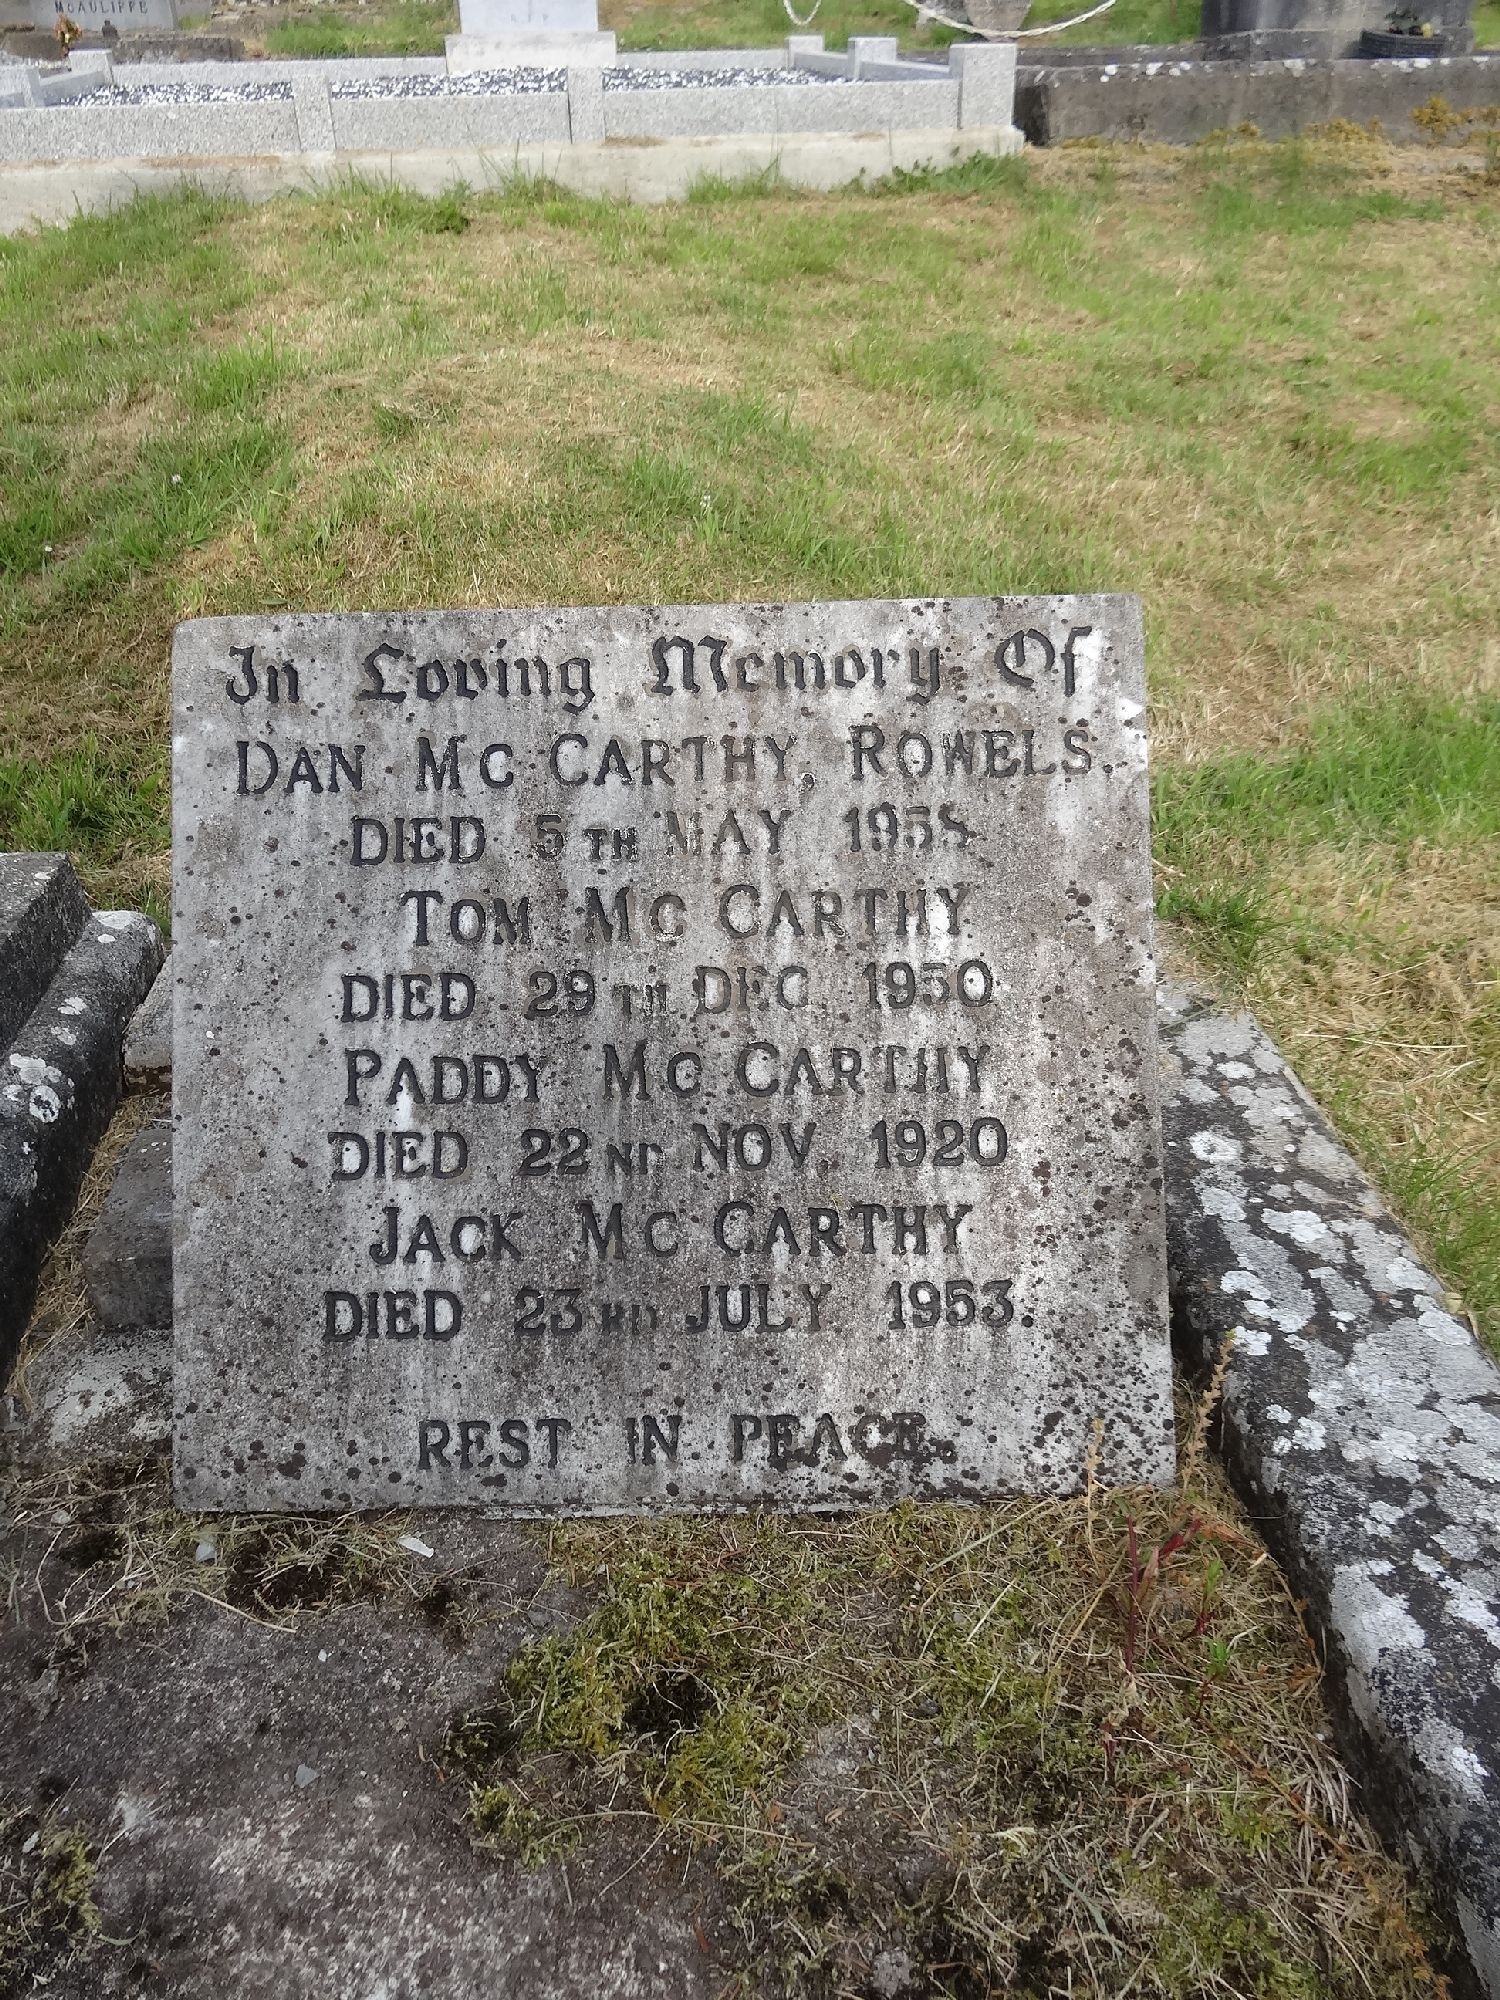 McAULIFFE
R.I.P.
In Loving Memory Of
DAN MC CARTHY, ROWELS.
DIED 5TH MAY 1958
TOM MC CARTHY
DIED 29TH DEC. 1950
PADDY MC CARTHY
DIED 22ND NOV. 1920
JACK MC CARTHY
DIED 23RD JULY 1953.
REST IN PEACE.